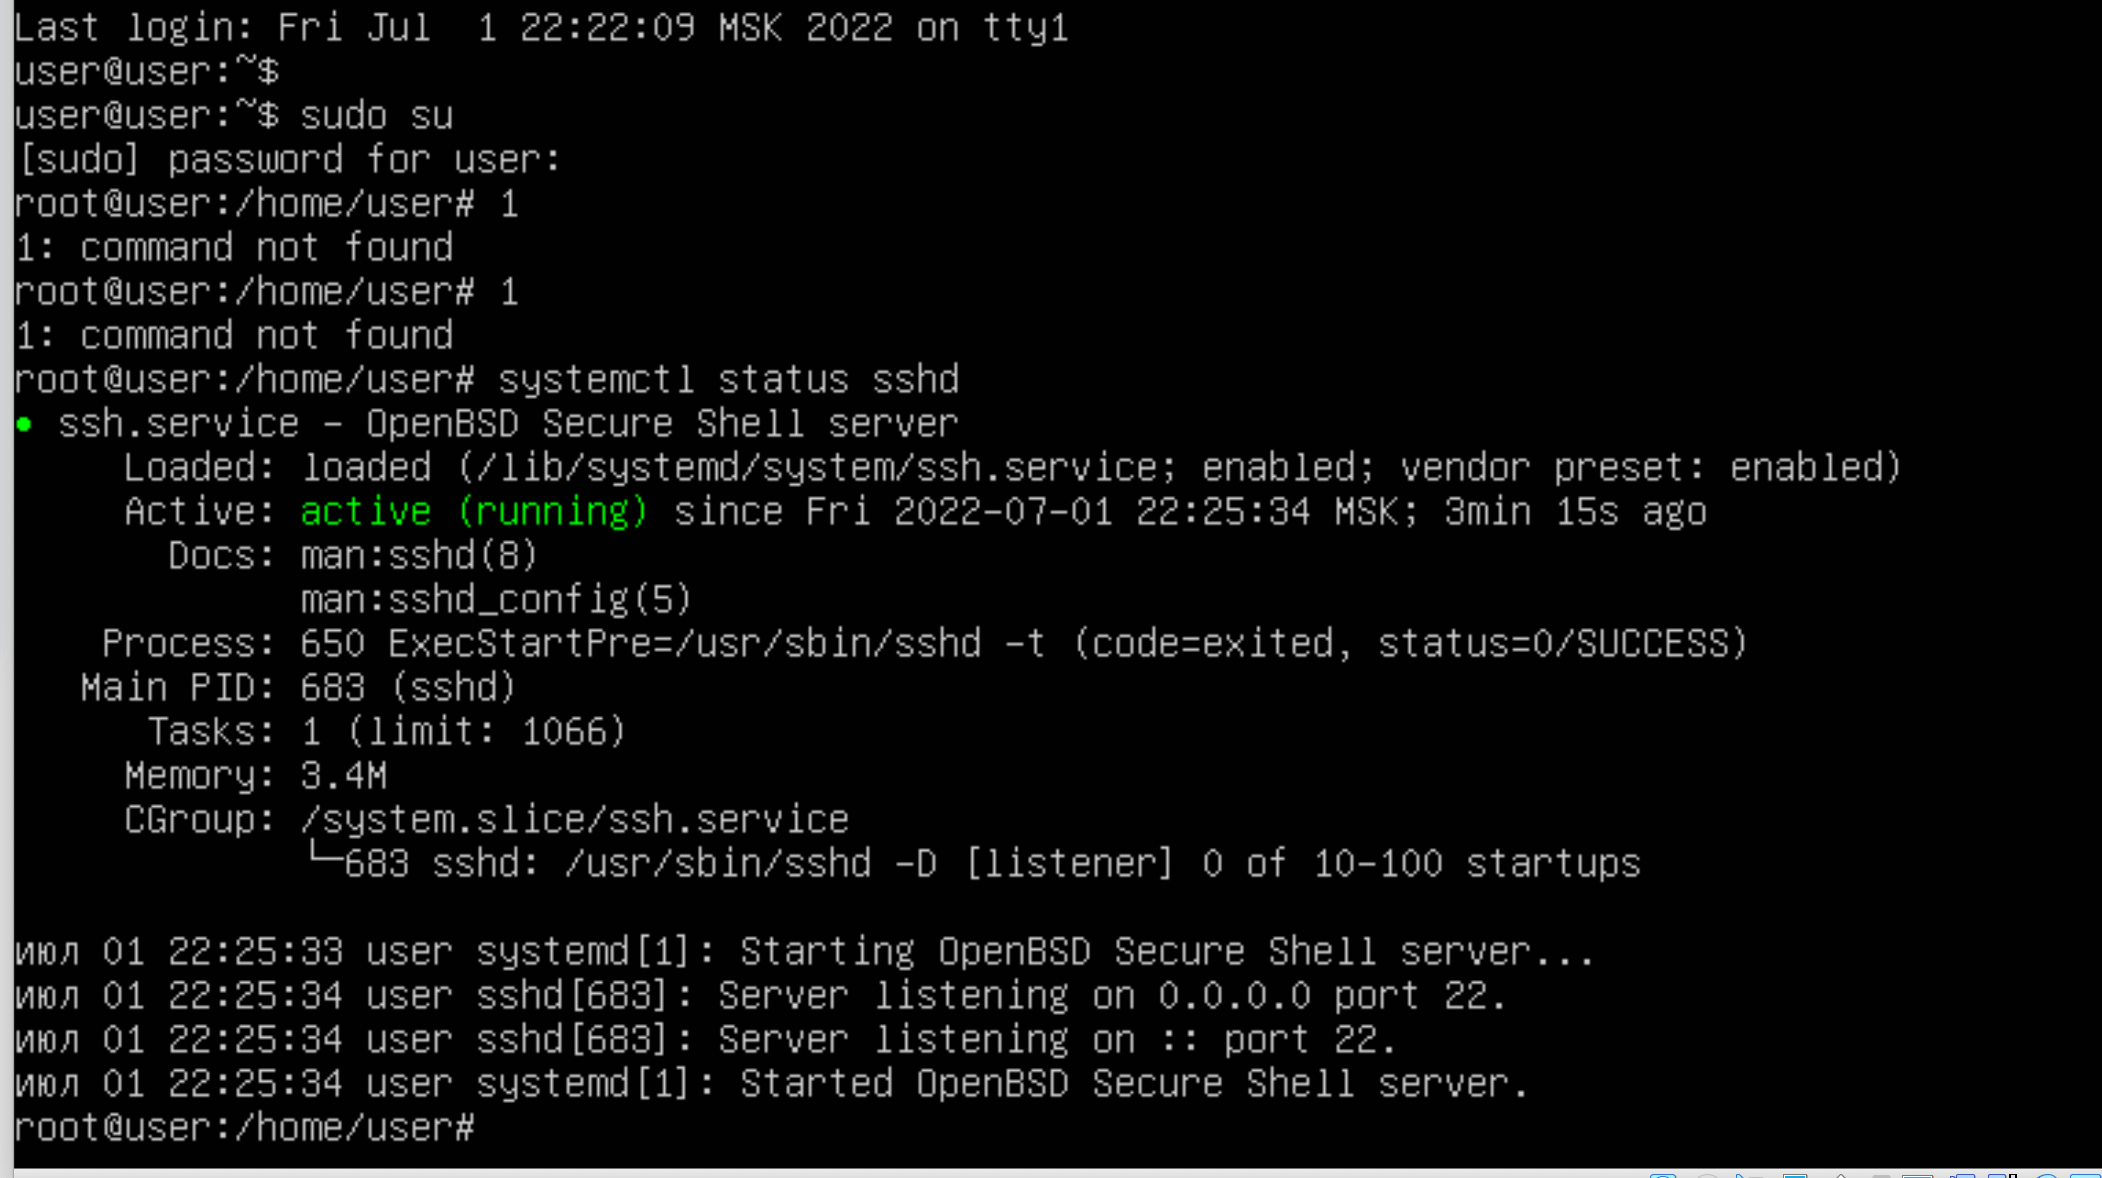 Last login: Fri Jul  1 22:22:09 MSK 2022 on tty1
user@user:~$
user@user:~$ sudo su
[sudo] password for user:
root@user:/home/user# 1
1: command not found
root@user:/home/user# 1
1: command not found
root@user:/home/user# systemctl status sshd
● ssh.service - OpenBSD Secure Shell server
     Loaded: loaded (/lib/systemd/system/ssh.service; enabled; vendor preset: enabled)
     Active: active (running) since Fri 2022-07-01 22:25:34 MSK; 3min 15s ago
       Docs: man:sshd(8)
             man:sshd_config(5)
    Process: 650 ExecStartPre=/usr/sbin/sshd -t (code=exited, status=0/SUCCESS)
   Main PID: 683 (sshd)
      Tasks: 1 (limit: 1066)
     Memory: 3.4M
     CGroup: /system.slice/ssh.service
             └─683 sshd: /usr/sbin/sshd -D [listener] 0 of 10-100 startups

июл 01 22:25:33 user systemd[1]: Starting OpenBSD Secure Shell server...
июл 01 22:25:34 user sshd[683]: Server listening on 0.0.0.0 port 22.
июл 01 22:25:34 user sshd[683]: Server listening on :: port 22.
июл 01 22:25:34 user systemd[1]: Started OpenBSD Secure Shell server.
root@user:/home/user#